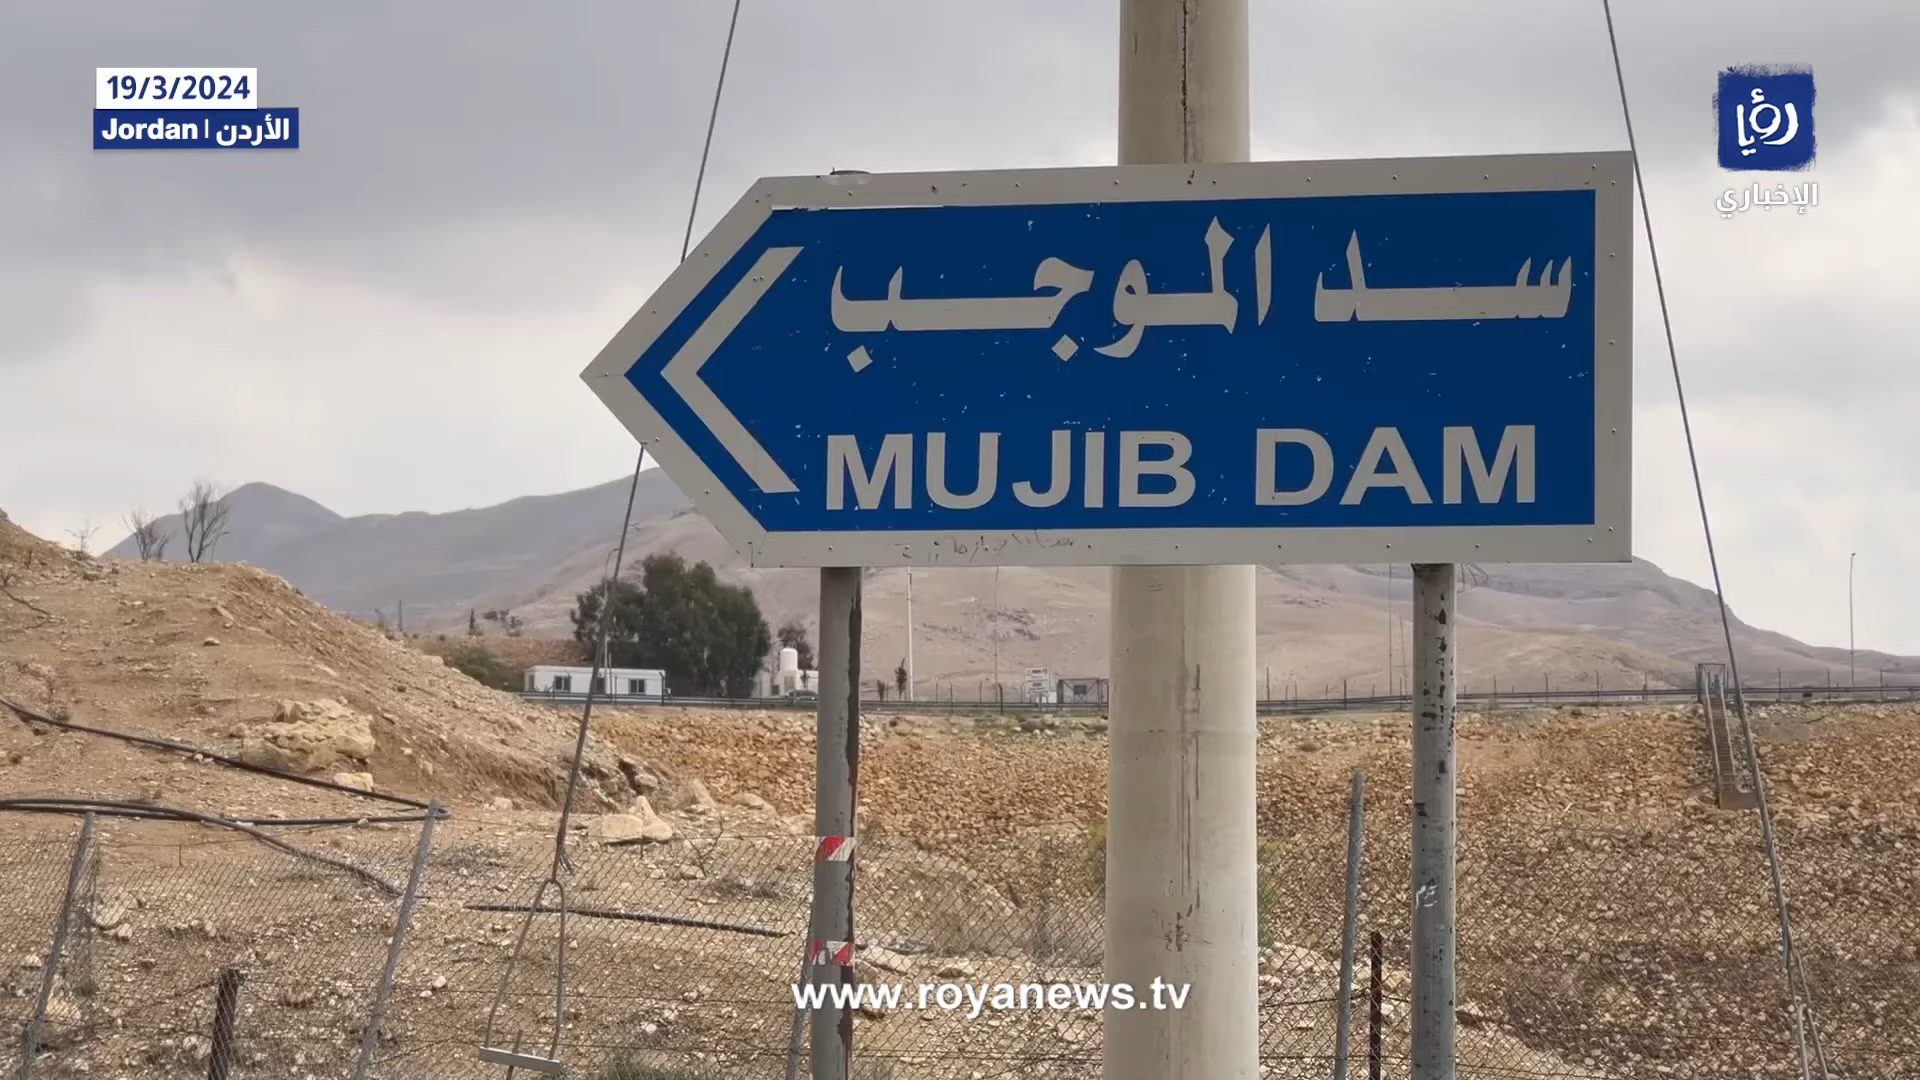 19/3/2024
Jordan | الأردن
رؤيا
الإخباري
سد الموجب
MUJIB DAM
www.royanews.tv